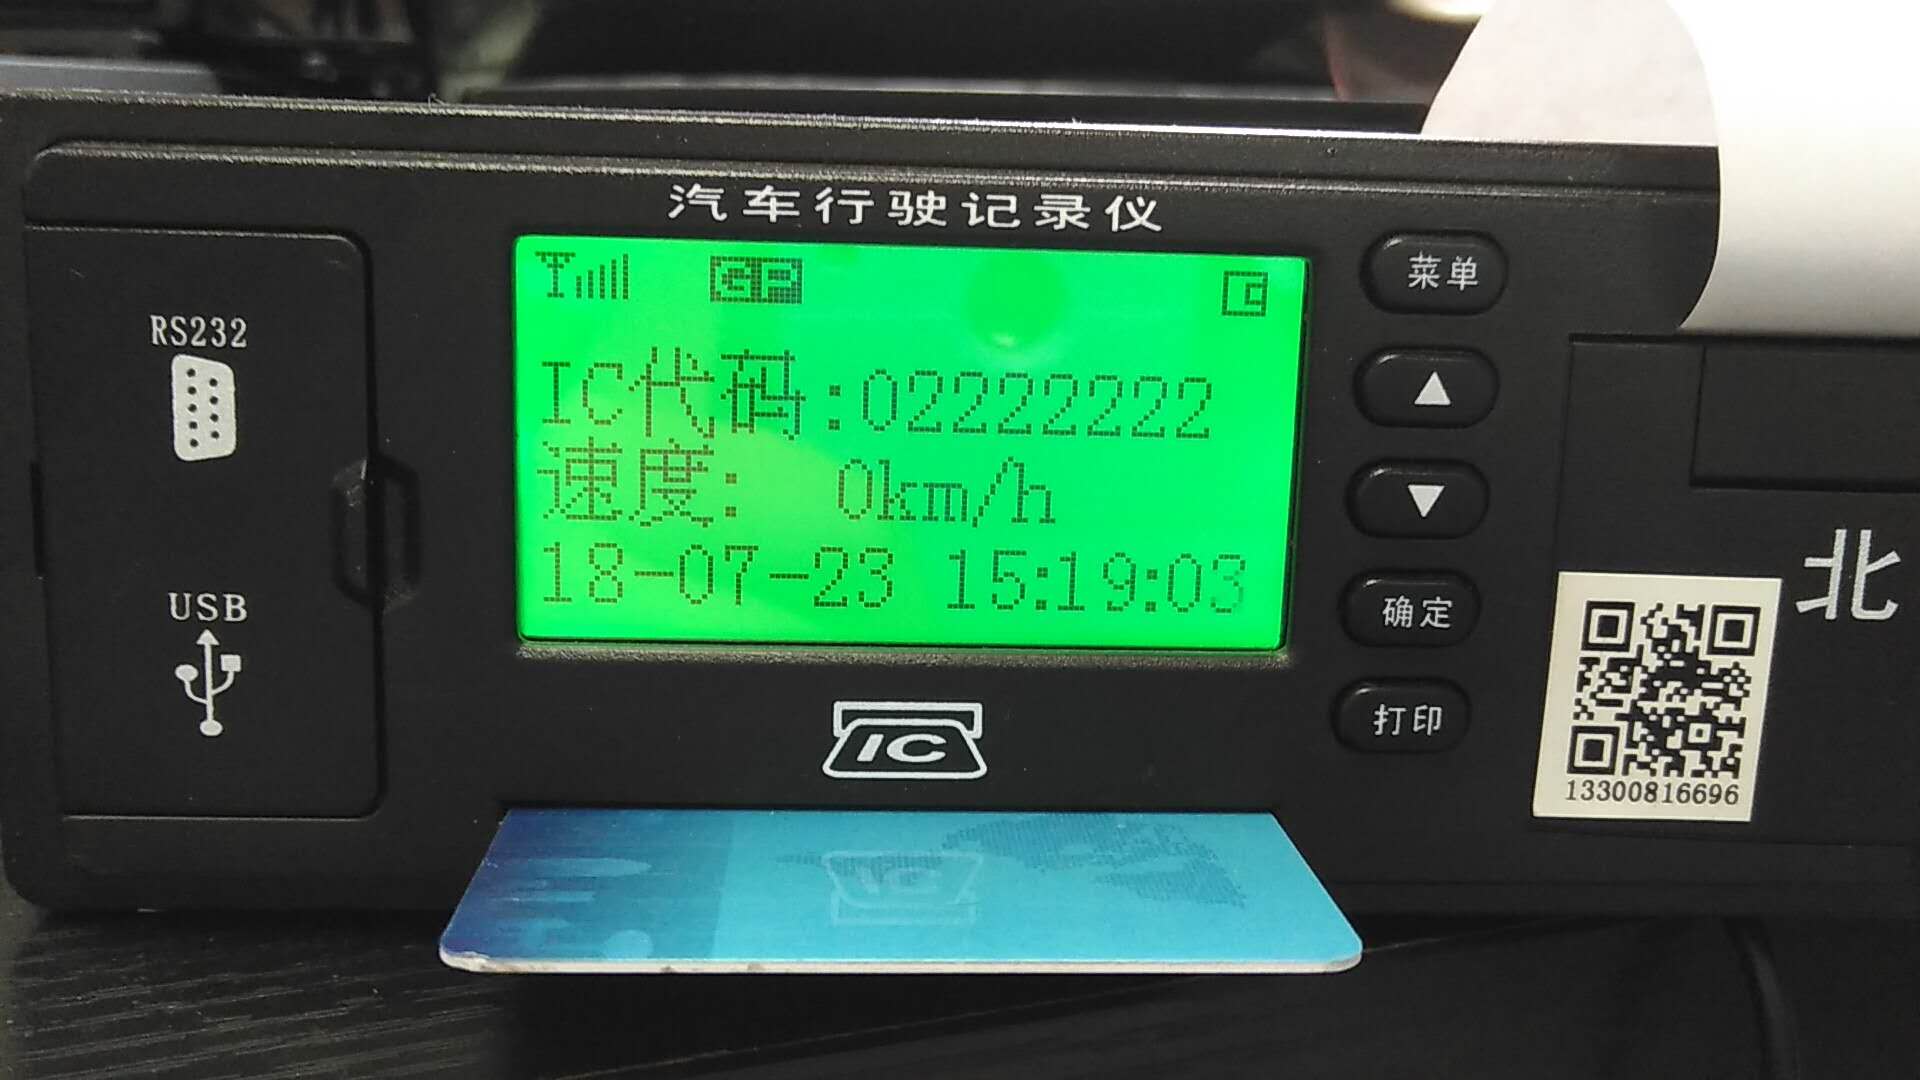 汽车行驶记录仪
IC代码:02222222
速度: 0km/h
18-07-23 15:19:03
RS232
USB
IC
菜单
确定
打印
北
13300816696